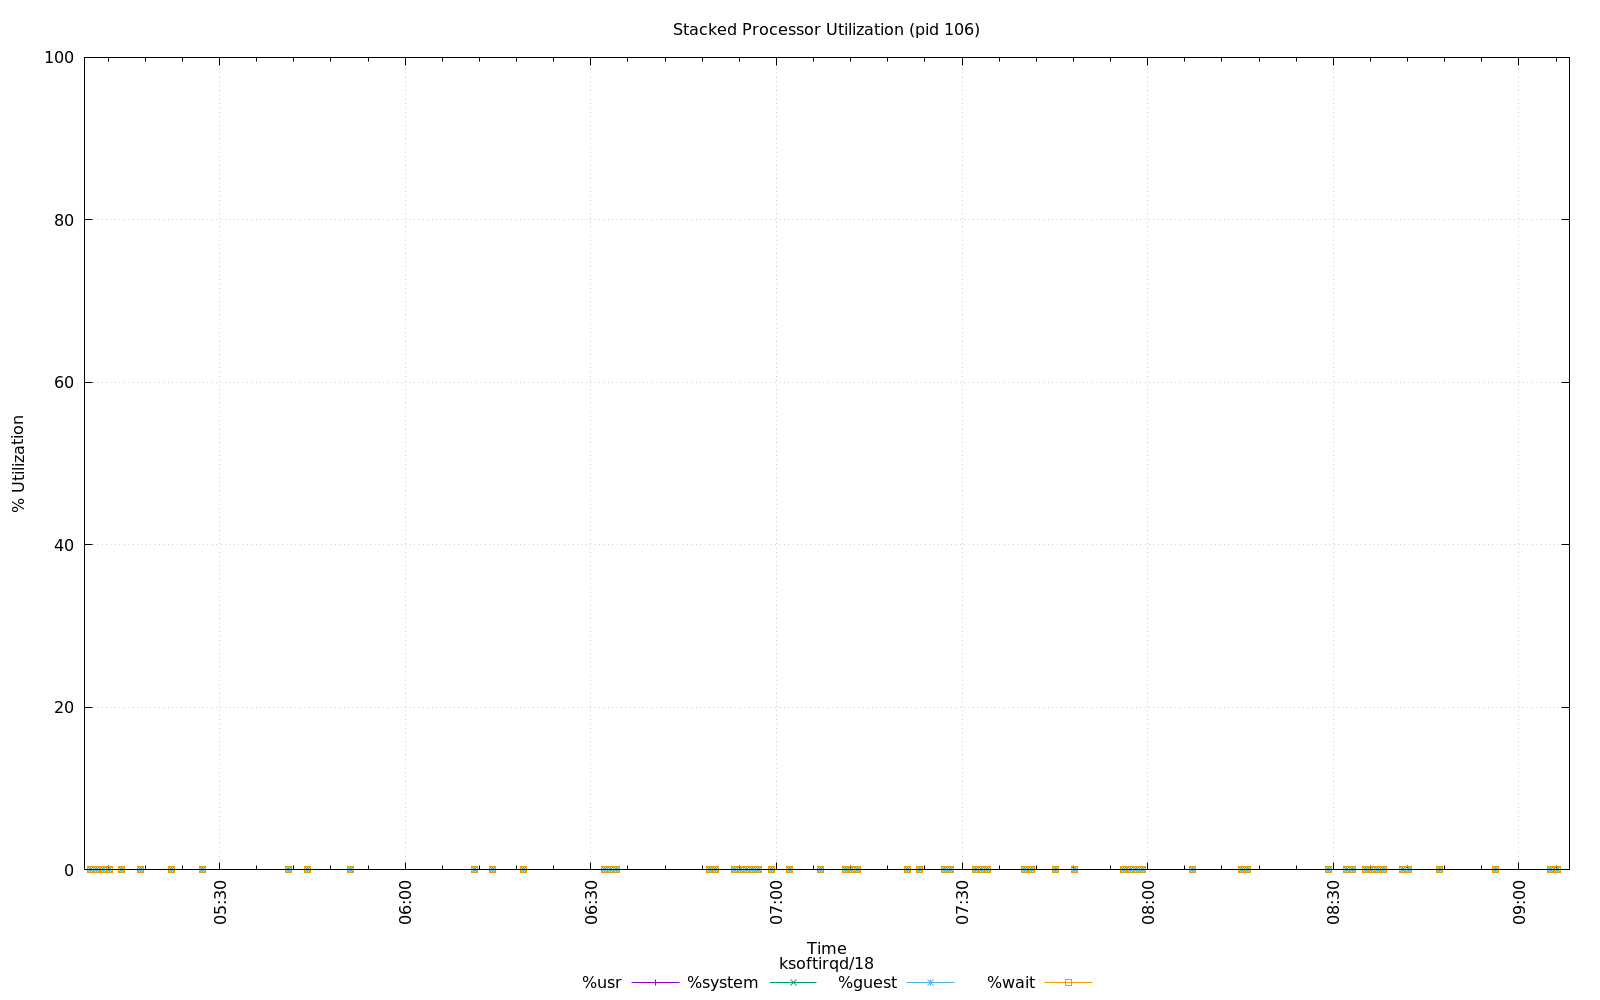 Stacked Processor Utilization (pid 106)
100
80
60
40
20
0
% Utilization
05:30
06:00
06:30
07:00
07:30
08:00
08:30
09:00
Time
ksoftirqd/18
%usr %system %guest %wait